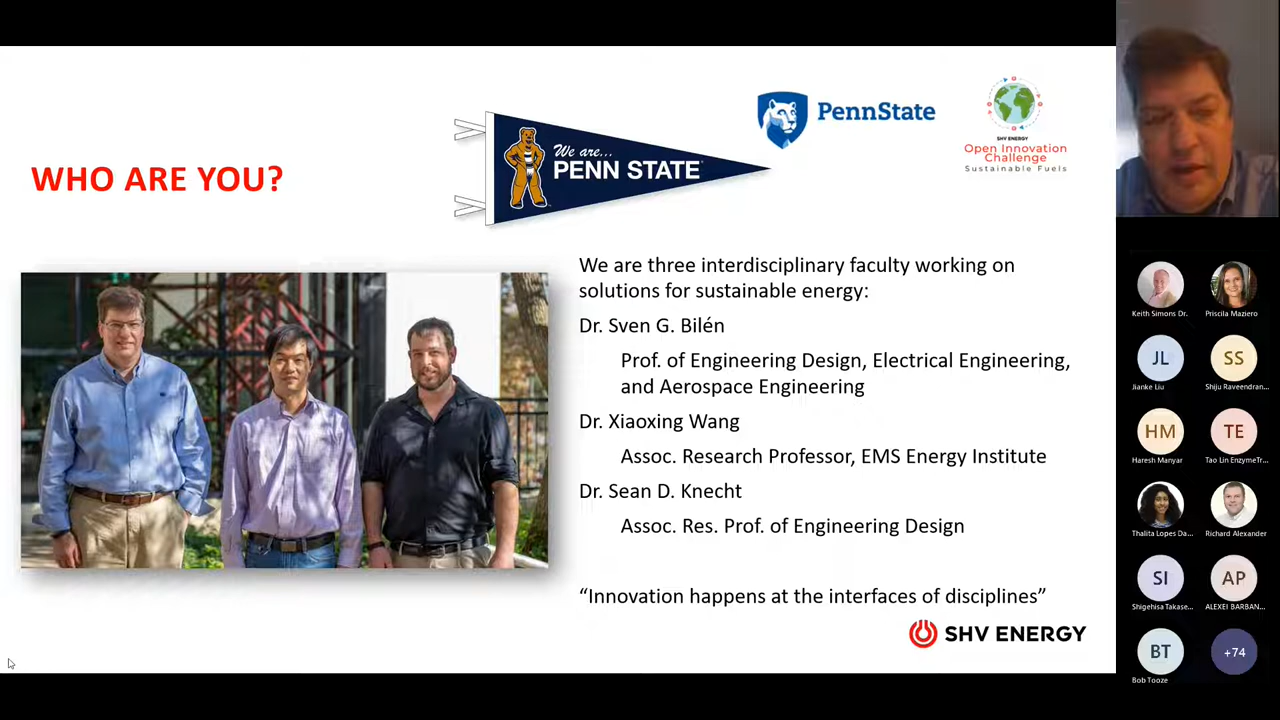 WHO ARE YOU?
We are...
PENN STATE
PennState
SHV ENERGY
Open Innovation
Challenge
Sustainable Fuels
We are three interdisciplinary faculty working on
solutions for sustainable energy:
Dr. Sven G. Bilén
Prof. of Engineering Design, Electrical Engineering,
and Aerospace Engineering
Dr. Xiaoxing Wang
Assoc. Research Professor, EMS Energy Institute
Dr. Sean D. Knecht
Assoc. Res. Prof. of Engineering Design
“Innovation happens at the interfaces of disciplines”
SHV ENERGY
Keith Simons Dr.
Priscila Maziero
JL
Jianke Liu
SS
Shiju Raveendran...
HM
Haresh Manyar
TE
Tao Lin EnzymeTr...
Thalita Lopes Da...
Richard Alexander
SI
Shigehisa Takase...
AP
ALEXEI BARBAN...
BT
Bob Tooze
+74